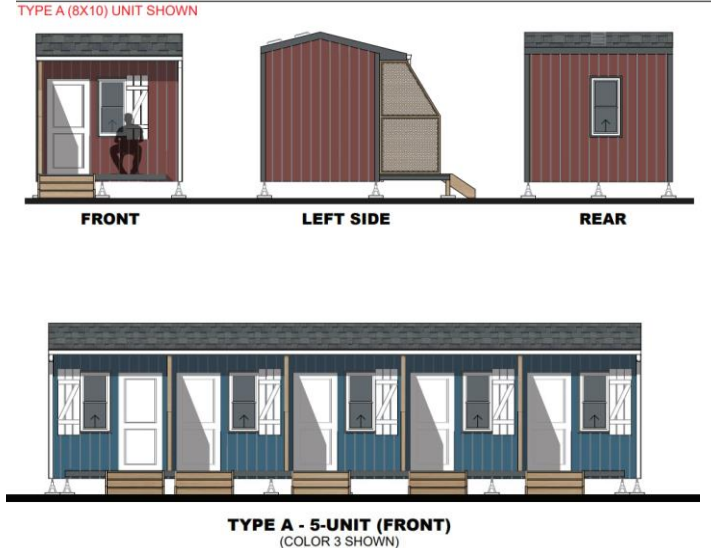 TYPE A (8X10) UNIT SHOWN
FRONT
LEFT SIDE
REAR
TYPE A - 5-UNIT (FRONT)
(COLOR 3 SHOWN)